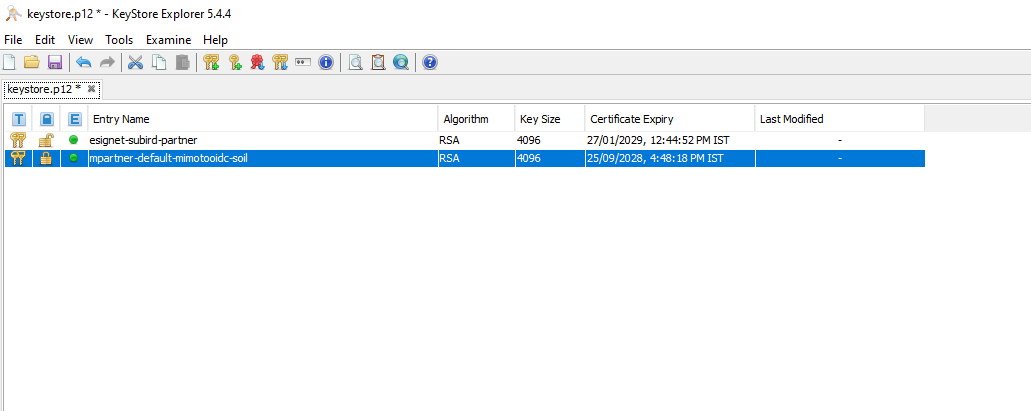 keystore.p12 * - KeyStore Explorer 5.4.4
File Edit View Tools Examine Help
keystore.p12 *
T E Entry Name Algorithm Key Size Certificate Expiry Last Modified
esignet-subird-partner RSA 4096 27/01/2029, 12:44:52 PM IST -
mpartner-default-mimotooidc-soil RSA 4096 25/09/2028, 4:48:18 PM IST -